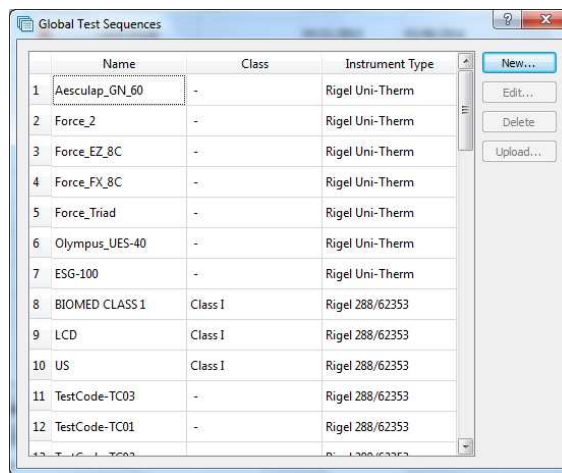 Global Test Sequences
Name Class Instrument Type
1 Aesculap_GN_60 - Rigel Uni-Therm
2 Force_2 - Rigel Uni-Therm
3 Force_EZ_8C - Rigel Uni-Therm
4 Force_FX_8C - Rigel Uni-Therm
5 Force_Triad - Rigel Uni-Therm
6 Olympus_UES-40 - Rigel Uni-Therm
7 ESG-100 - Rigel Uni-Therm
8 BIOMED CLASS 1 Class I Rigel 288/62353
9 LCD Class I Rigel 288/62353
10 US Class I Rigel 288/62353
11 TestCode-TC03 - Rigel 288/62353
12 TestCode-TC01 - Rigel 288/62353
New...
Edit...
Delete
Upload...